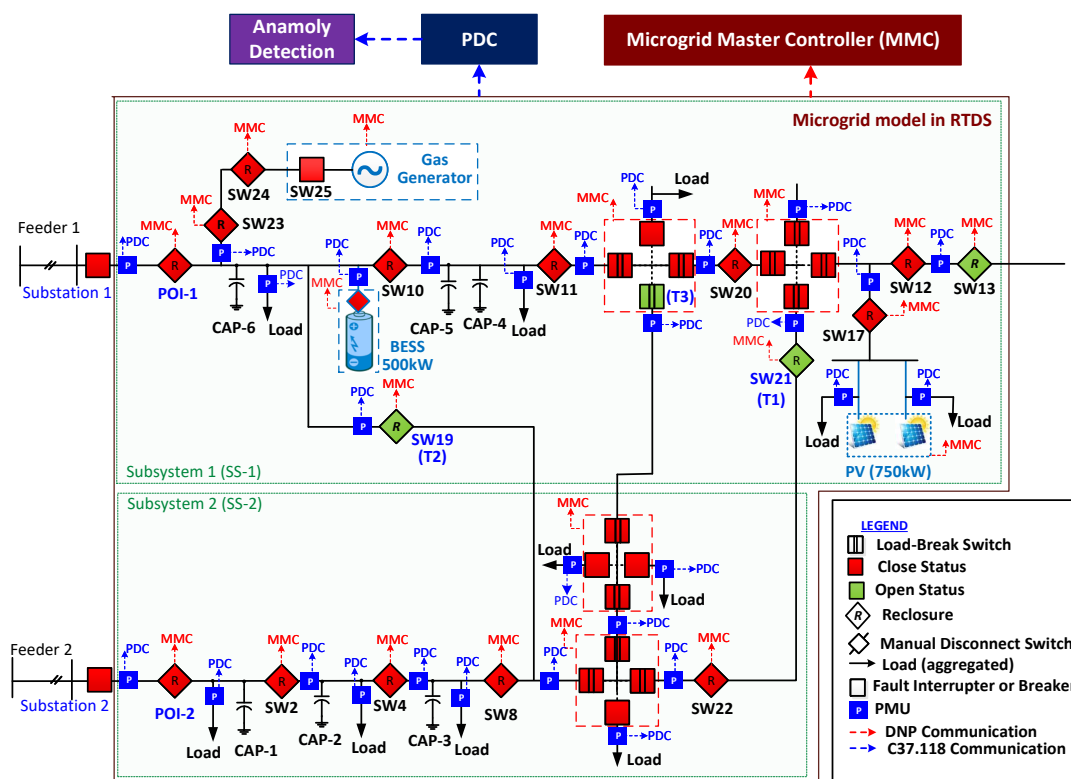 Anamoly
Detection
PDC
Microgrid Master Controller (MMC)
Microgrid model in RTDS
MMC
MMC
SW24
SW25
Gas
Generator
MMC
SW23
Feeder 1
PDC
MMC
PDC
Substation 1
POI-1
CAP-6
PDC
Load
PDC
MMC
MMC
SW10
PDC
CAP-5
CAP-4
PDC
Load
MMC
SW11
PDC
BESS
500kW
MMC
PDC
Load
(T3)
PDC
PDC
MMC
SW20
MMC
PDC
PDC
MMC
SW21
(T1)
PDC
MMC
SW12
PDC
MMC
SW13
SW17
MMC
PDC
PDC
Load
Load
PV (750kW)
MMC
PDC
MMC
SW19
(T2)
Subsystem 1 (SS-1)
Subsystem 2 (SS-2)
MMC
Load
PDC
PDC
Load
PDC
MMC
Feeder 2
PDC
MMC
Substation 2
POI-2
PDC
Load
CAP-1
MMC
SW2
PDC
CAP-2
PDC
Load
MMC
SW4
PDC
CAP-3
PDC
Load
MMC
SW8
PDC
PDC
Load
PDC
MMC
SW22
LEGEND
Load-Break Switch
Close Status
Open Status
R
Reclosure
Manual Disconnect Switch
Load (aggregated)
Fault Interrupter or Breaker
P
PMU
DNP Communication
C37.118 Communication